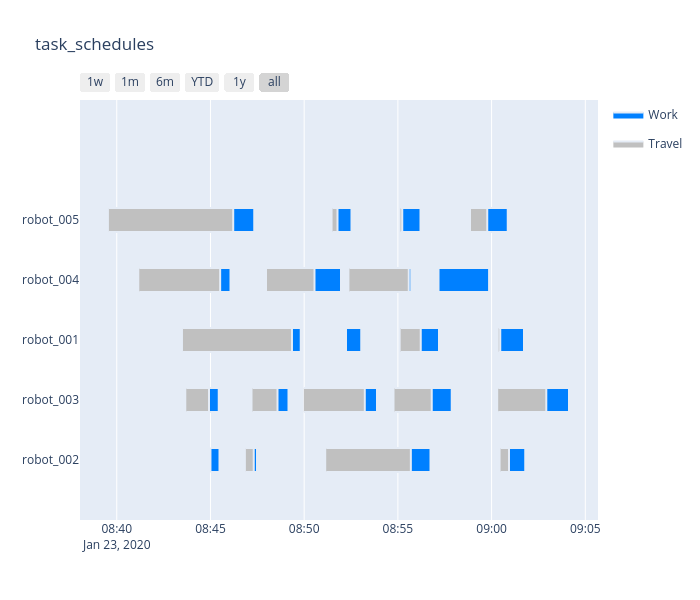 task_schedules
1w 1m 6m YTD 1y all
Work
Travel
robot_005
robot_004
robot_001
robot_003
robot_002
08:40 08:45 08:50 08:55 09:00 09:05
Jan 23, 2020